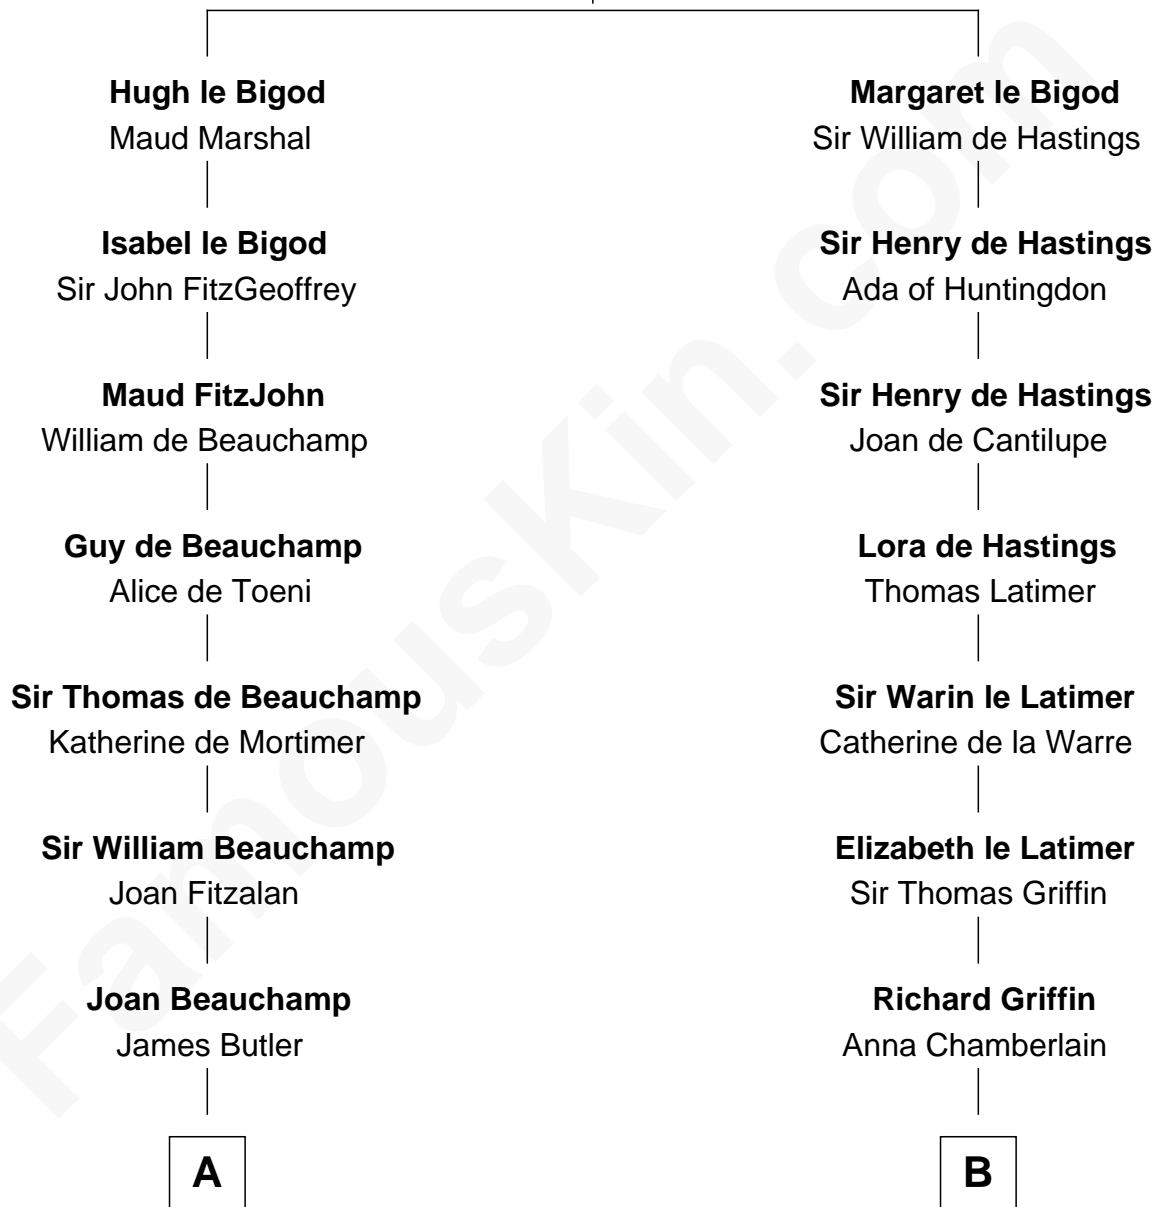 Hugh le Bigod
Maud Marshal
Isabel le Bigod
Sir John FitzGeoffrey
Maud FitzJohn
William de Beauchamp
Guy de Beauchamp
Alice de Toeni
Sir Thomas de Beauchamp
Katherine de Mortimer
Sir William Beauchamp
Joan Fitzalan
Joan Beauchamp
James Butler
A
Margaret le Bigod
Sir William de Hastings
Sir Henry de Hastings
Ada of Huntingdon
Sir Henry de Hastings
Joan de Cantilupe
Lora de Hastings
Thomas Latimer
Sir Warin le Latimer
Catherine de la Warre
Elizabeth le Latimer
Sir Thomas Griffin
Richard Griffin
Anna Chamberlain
B
FamousKin.com